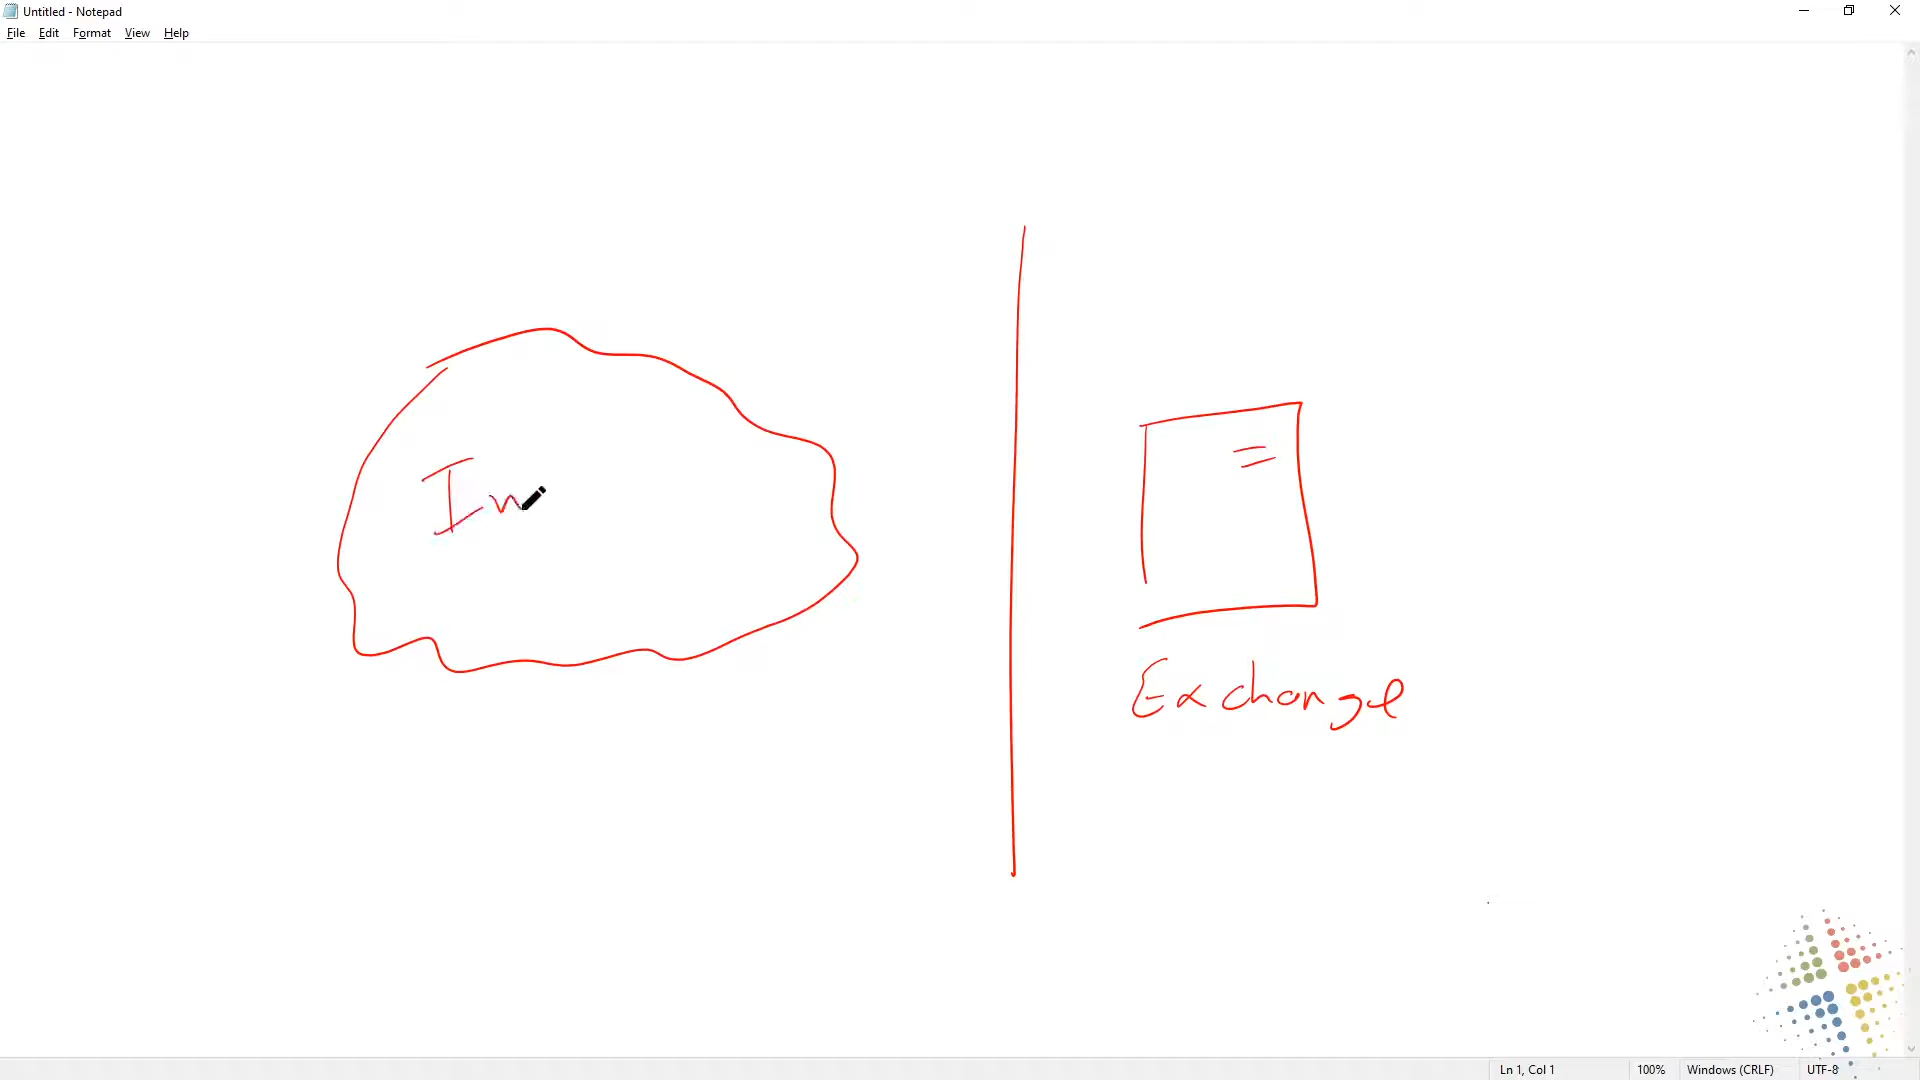 Untitled - Notepad
File Edit Format View Help
In
Exchange
Ln 1, Col 1 100% Windows (CRLF) UTF-8